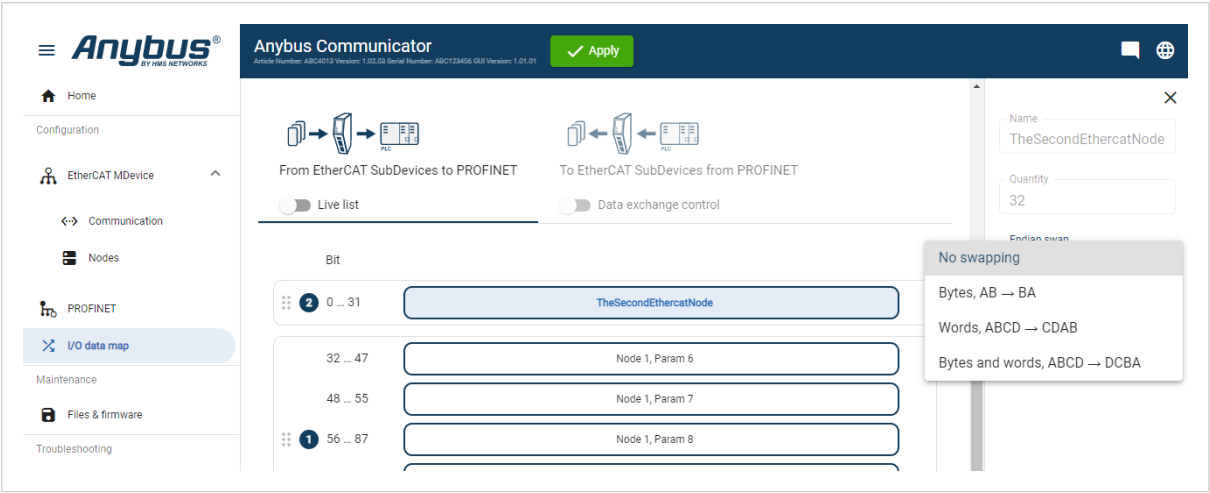 Anybus®
BY HMS NETWORKS
Anybus Communicator
Article Number: ABC4013 Version: 1.02.03 Serial Number: ABC123456 GUI Version: 1.01.01
Apply
Home
Configuration
EtherCAT MDevice
Communication
Nodes
PROFINET
I/O data map
Maintenance
Files & firmware
Troubleshooting
PLC
From EtherCAT SubDevices to PROFINET
Live list
PLC
To EtherCAT SubDevices from PROFINET
Data exchange control
Bit
2 0 ... 31 TheSecondEthercatNode
32 ... 47 Node 1, Param 6
48 ... 55 Node 1, Param 7
1 56 ... 87 Node 1, Param 8
Name
TheSecondEthercatNode
Quantity
32
Endian swap
No swapping
Bytes, AB → BA
Words, ABCD → CDAB
Bytes and words, ABCD → DCBA